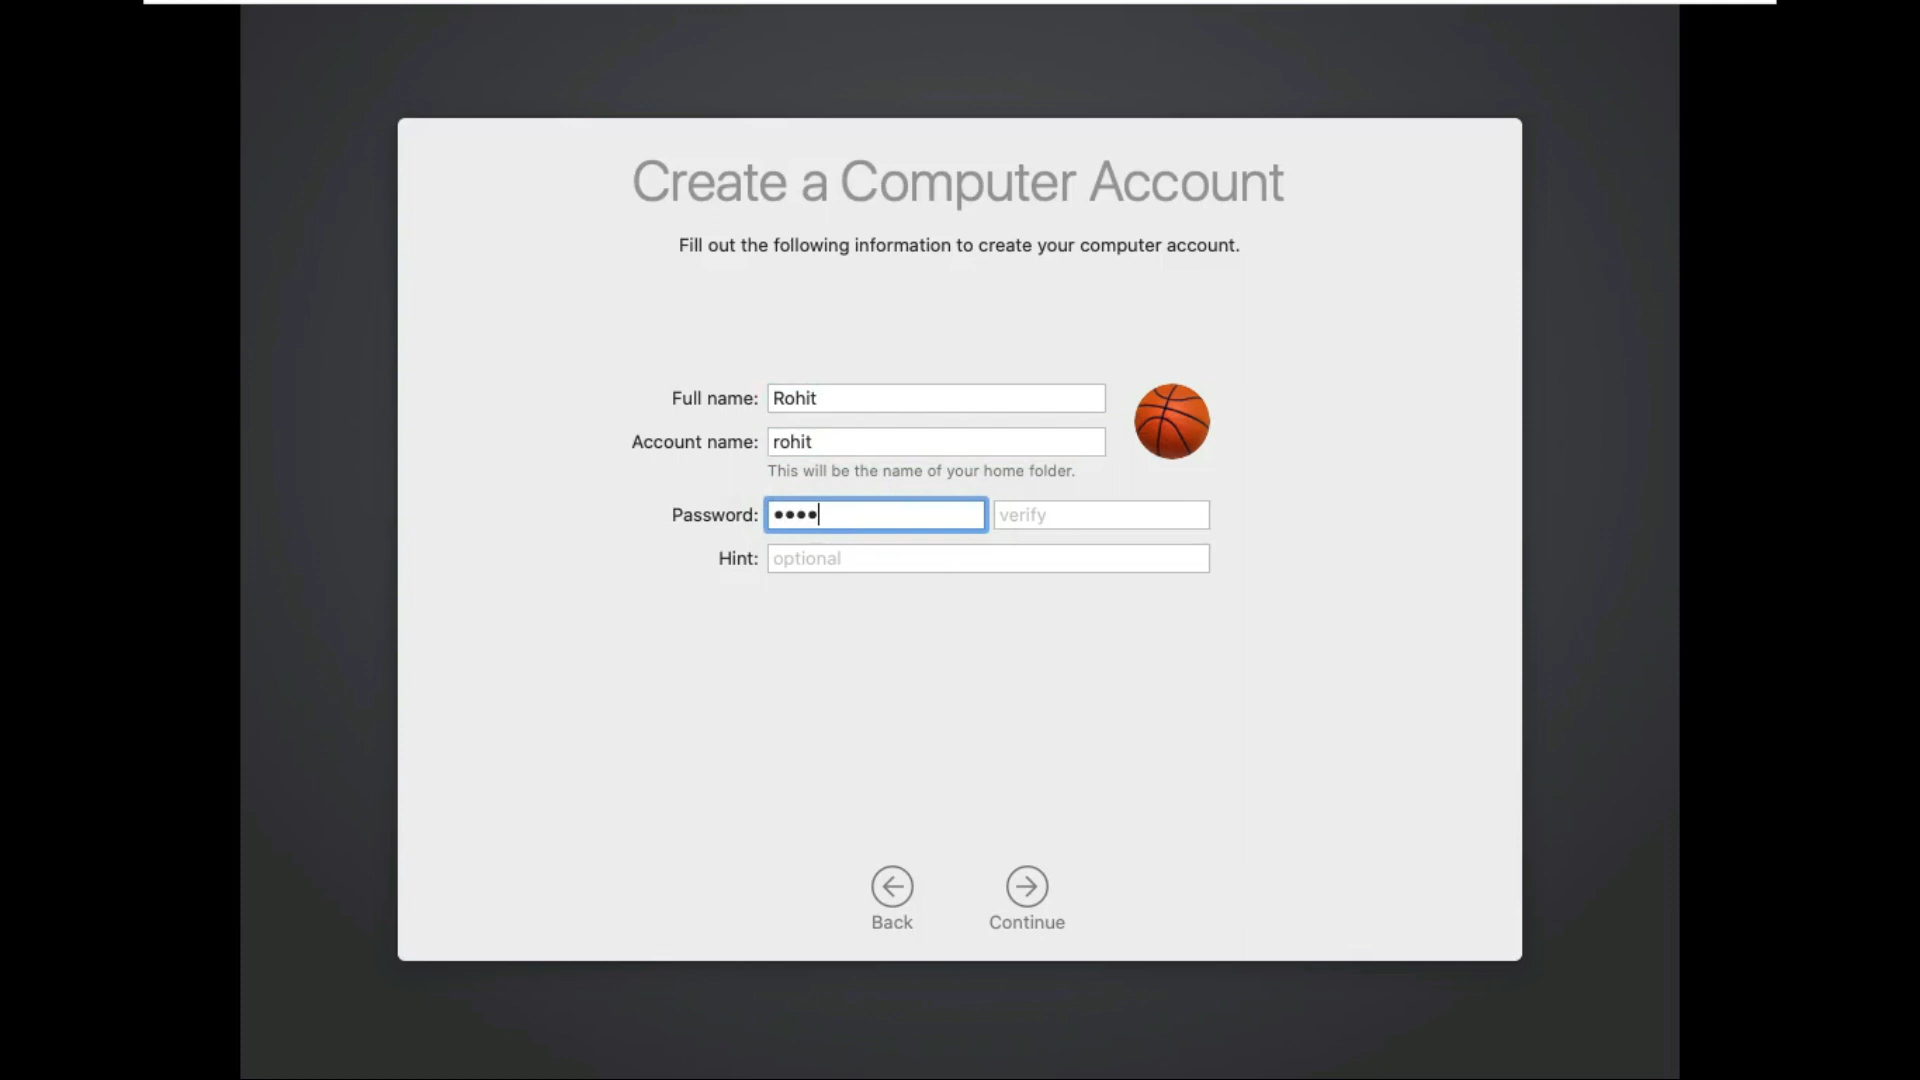 Create a Computer Account
Fill out the following information to create your computer account.
Full name: Rohit
Account name: rohit
This will be the name of your home folder.
Password: •••• verify
Hint: optional
Back Continue